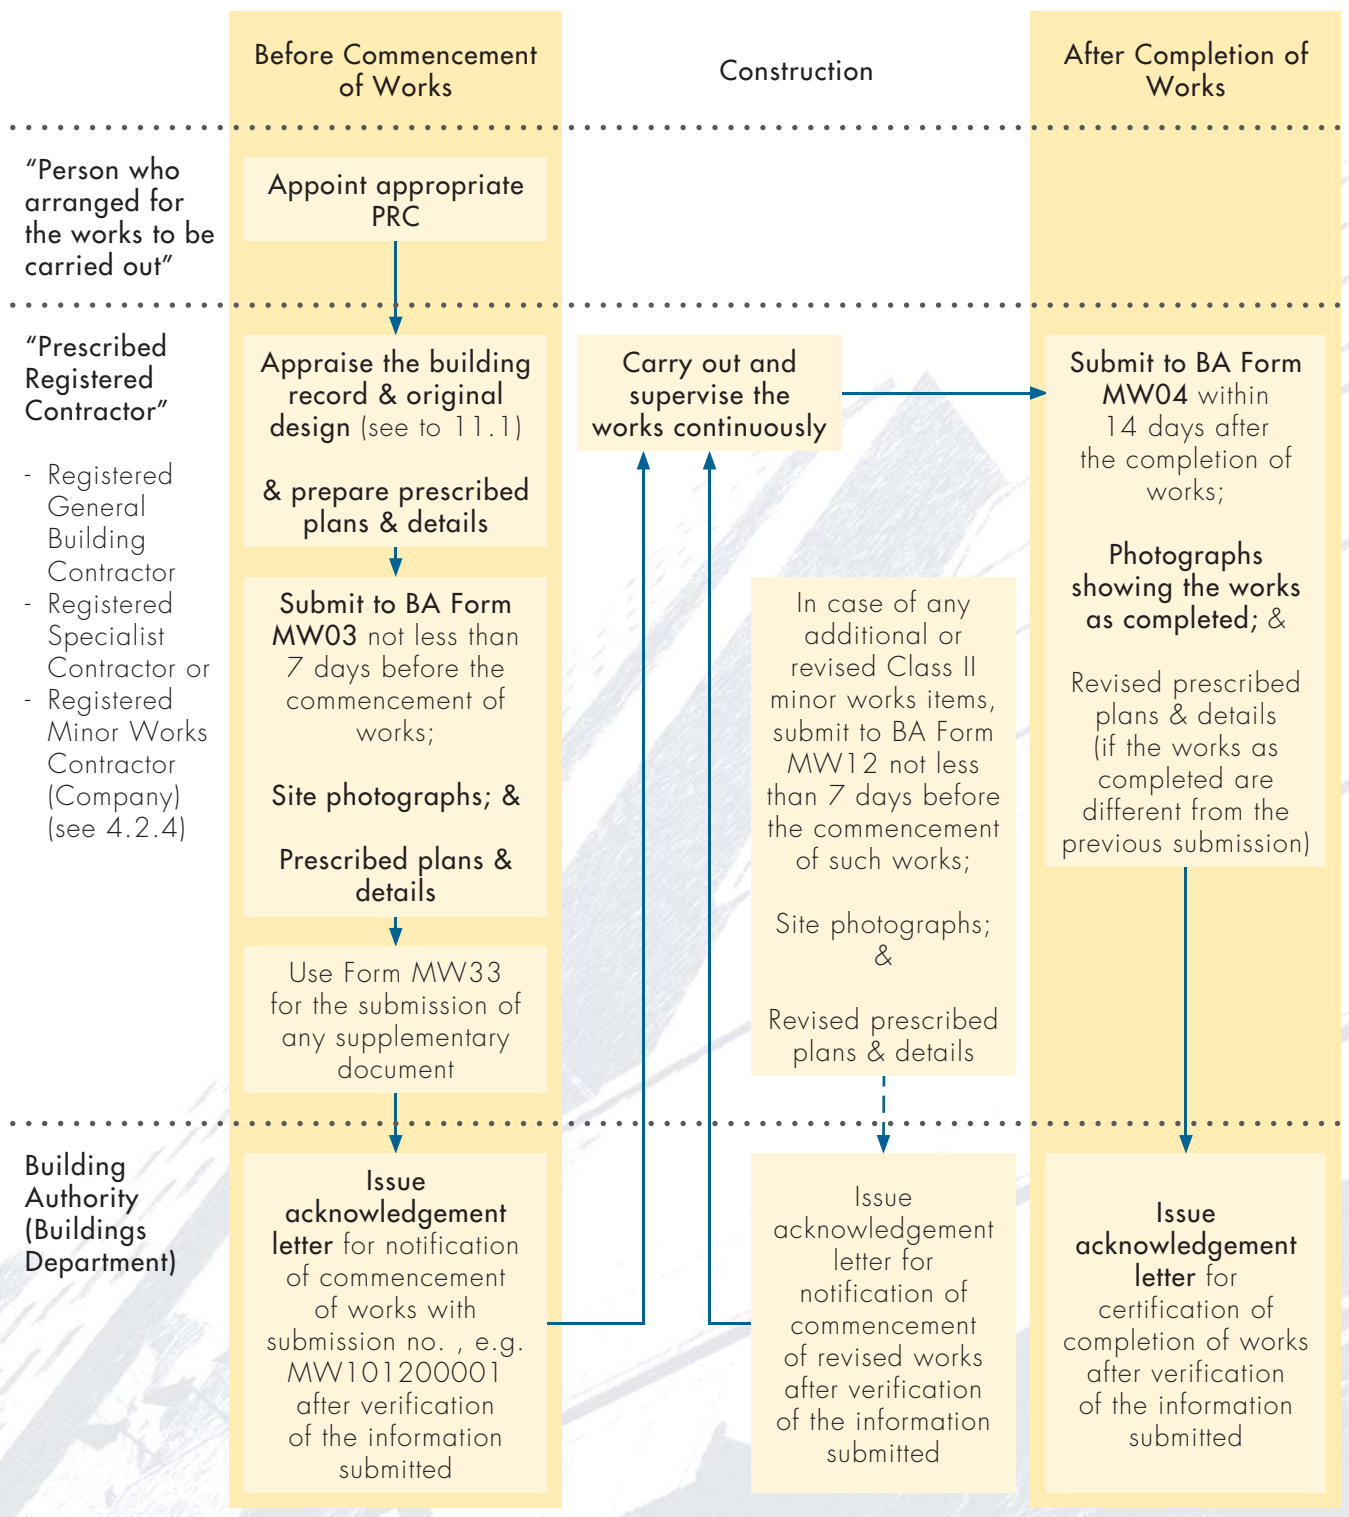 Before Commencement
of Works
Construction
After Completion of
Works
“Person who
arranged for
the works to be
carried out”
Appoint appropriate
PRC
“Prescribed
Registered
Contractor”
- Registered
General
Building
Contractor
- Registered
Specialist
Contractor or
- Registered
Minor Works
Contractor
(Company)
(see 4.2.4)
Appraise the building
record & original
design (see to 11.1)
& prepare prescribed
plans & details
Submit to BA Form
MW03 not less than
7 days before the
commencement of
works;
Site photographs; &
Prescribed plans &
details
Use Form MW33
for the submission of
any supplementary
document
Carry out and
supervise the
works continuously
In case of any
additional or
revised Class II
minor works items,
submit to BA Form
MW12 not less
than 7 days before
the commencement
of such works;
Site photographs;
&
Revised prescribed
plans & details
Submit to BA Form
MW04 within
14 days after
the completion of
works;
Photographs
showing the works
as completed; &
Revised prescribed
plans & details
(if the works as
completed are
different from the
previous submission)
Building
Authority
(Buildings
Department)
Issue
acknowledgement
letter for notification
of commencement
of works with
submission no. , e.g.
MW101200001
after verification
of the information
submitted
Issue
acknowledgement
letter for
notification of
commencement
of revised works
after verification
of the information
submitted
Issue
acknowledgement
letter for
certification of
completion of works
after verification
of the information
submitted